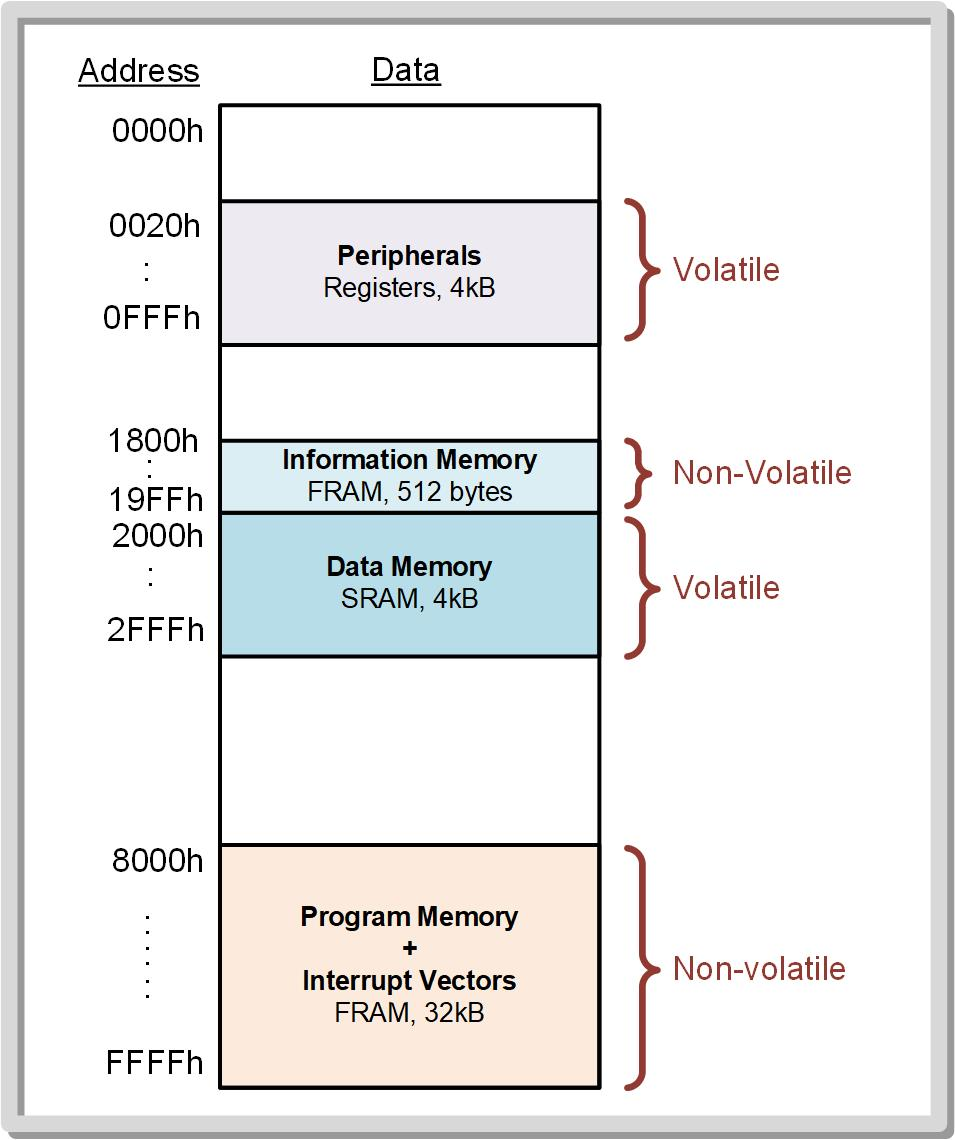 Address Data
0000h
0020h
:
0FFFh
Peripherals
Registers, 4kB
Volatile
1800h
:
19FFh
Information Memory
FRAM, 512 bytes
Non-Volatile
2000h
:
2FFFh
Data Memory
SRAM, 4kB
Volatile
8000h
FFFFh
Program Memory
+
Interrupt Vectors
FRAM, 32kB
Non-volatile